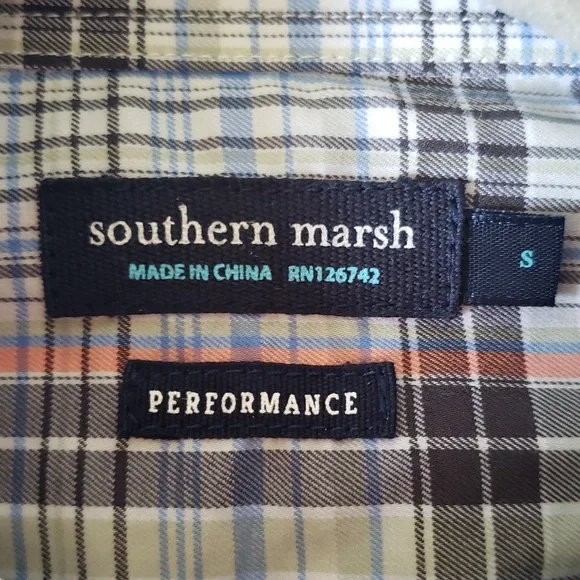 southern marsh
MADE IN CHINA RN126742
S
PERFORMANCE